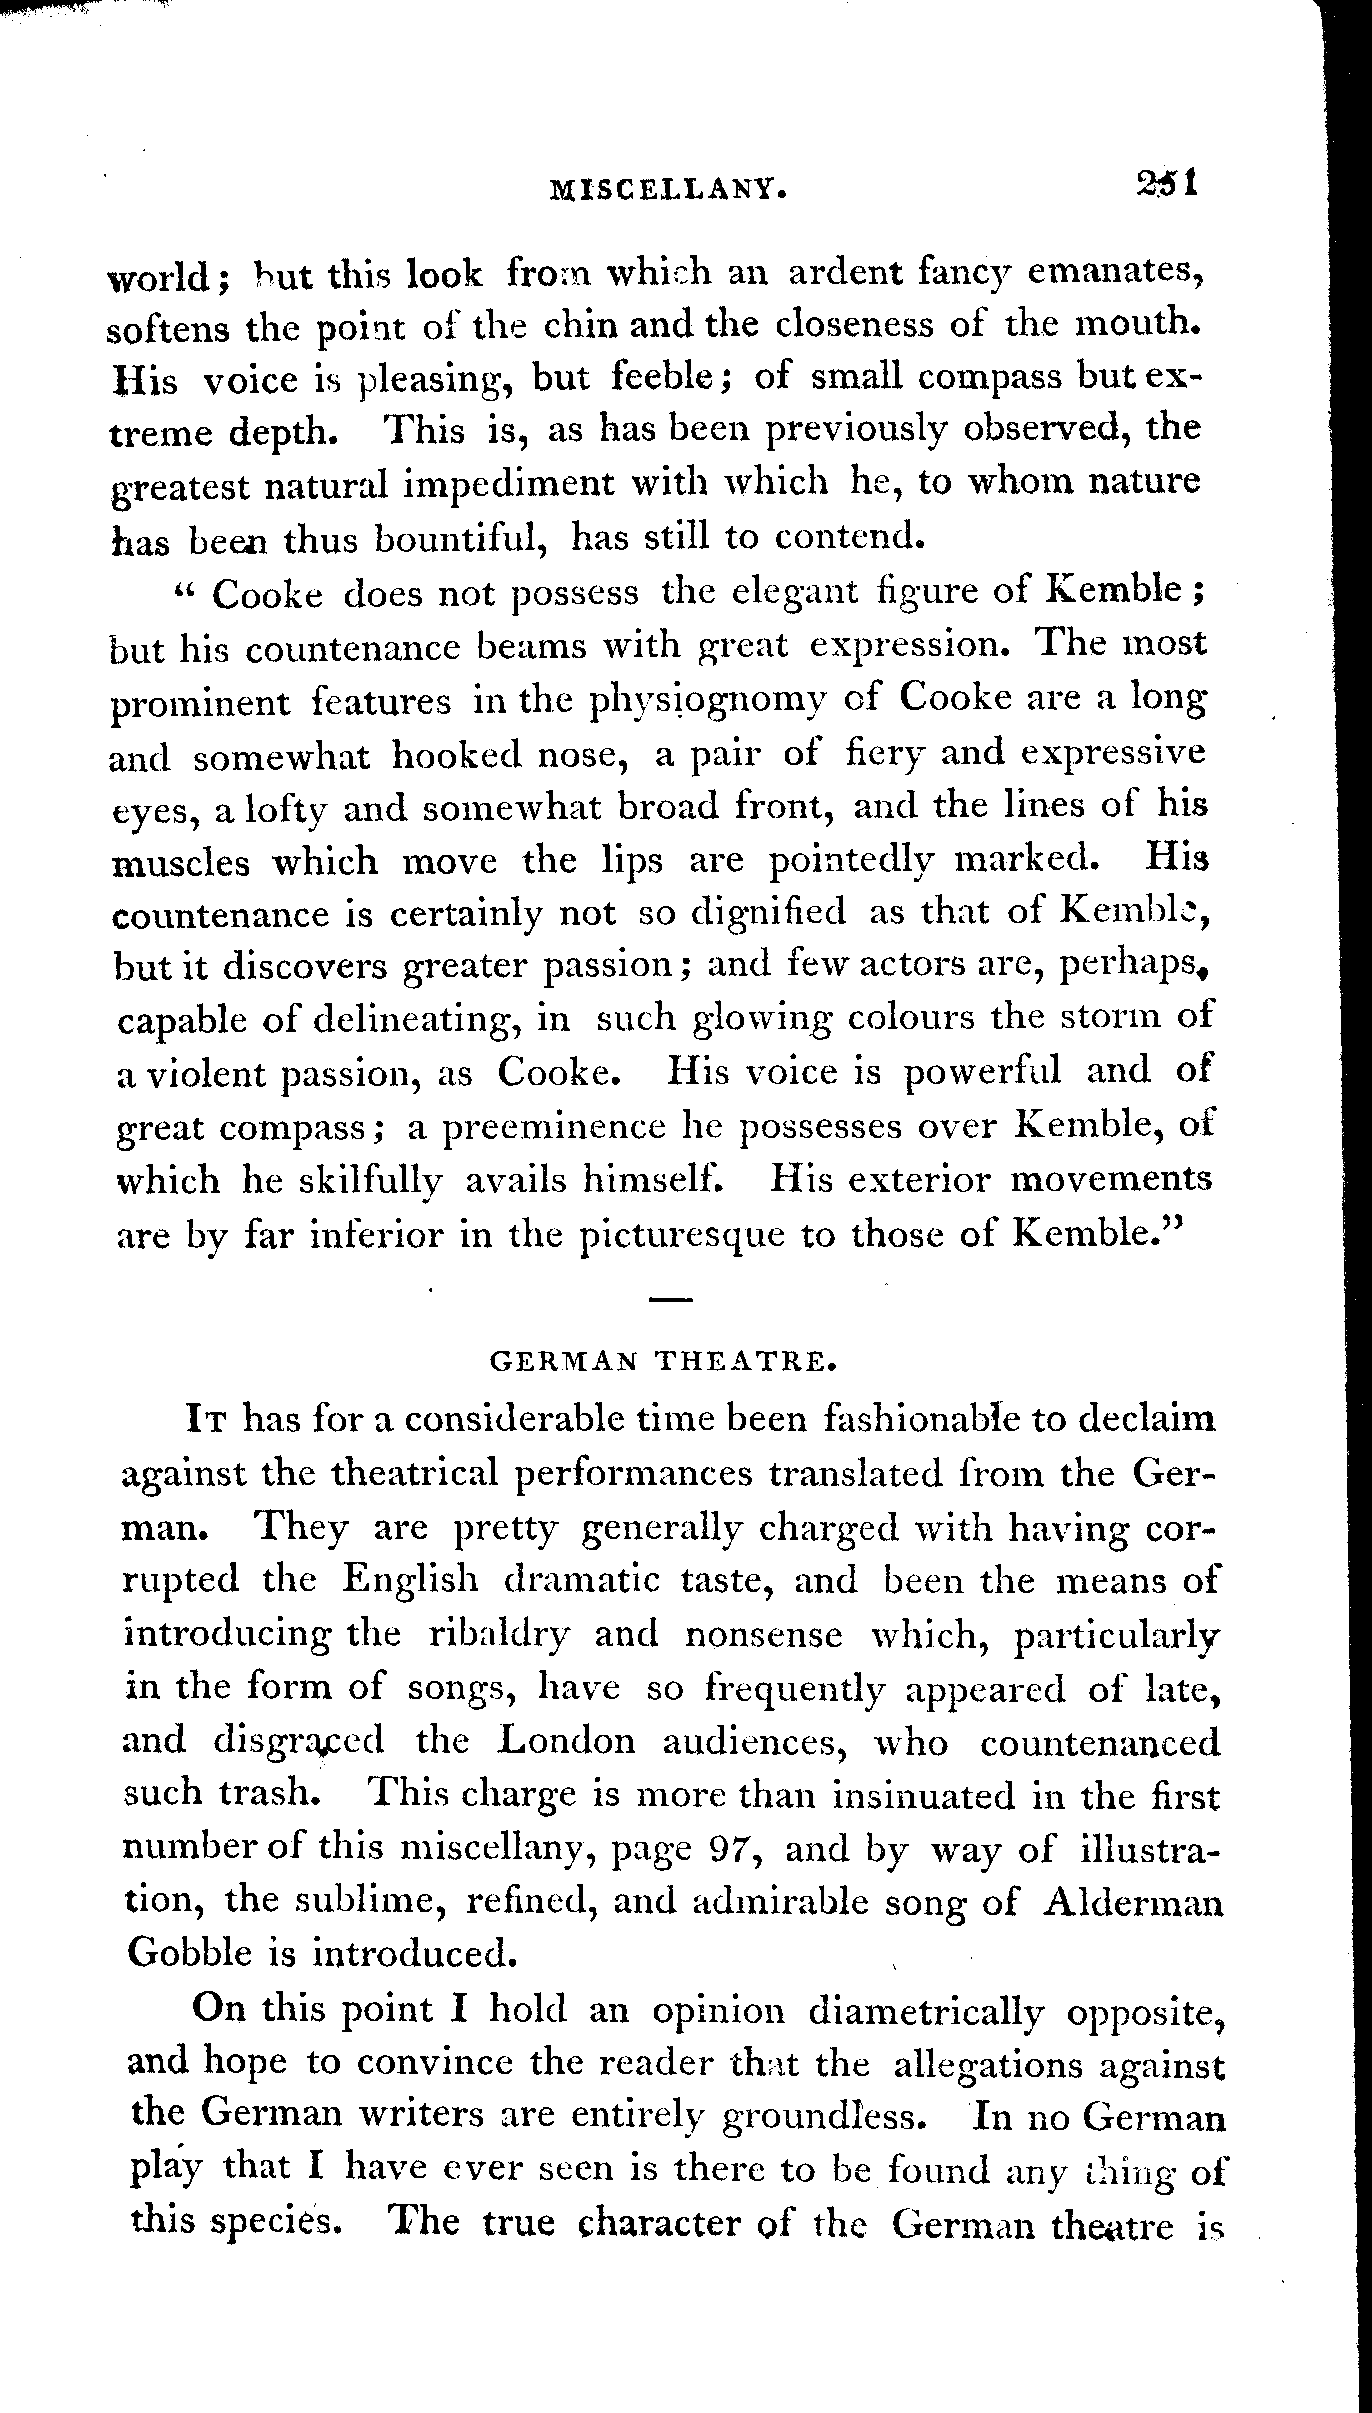 MISCELLANY. 251
world; but this look from which an ardent fancy emanates,
softens the point of the chin and the closeness of the mouth.
His voice is pleasing, but feeble; of small compass but ex-
treme depth. This is, as has been previously observed, the
greatest natural impediment with which he, to whom nature
has been thus bountiful, has still to contend.
“ Cooke does not possess the elegant figure of Kemble;
but his countenance beams with great expression. The most
prominent features in the physiognomy of Cooke are a long
and somewhat hooked nose, a pair of fiery and expressive
eyes, a lofty and somewhat broad front, and the lines of his
muscles which move the lips are pointedly marked. His
countenance is certainly not so dignified as that of Kemble,
but it discovers greater passion; and few actors are, perhaps,
capable of delineating, in such glowing colours the storm of
a violent passion, as Cooke. His voice is powerful and of
great compass; a preeminence he possesses over Kemble, of
which he skilfully avails himself. His exterior movements
are by far inferior in the picturesque to those of Kemble.”
GERMAN THEATRE.
IT has for a considerable time been fashionable to declaim
against the theatrical performances translated from the Ger-
man. They are pretty generally charged with having cor-
rupted the English dramatic taste, and been the means of
introducing the ribaldry and nonsense which, particularly
in the form of songs, have so frequently appeared of late,
and disgraced the London audiences, who countenanced
such trash. This charge is more than insinuated in the first
number of this miscellany, page 97, and by way of illustra-
tion, the sublime, refined, and admirable song of Alderman
Gobble is introduced.
On this point I hold an opinion diametrically opposite,
and hope to convince the reader that the allegations against
the German writers are entirely groundless. In no German
play that I have ever seen is there to be found any thing of
this species. The true character of the German theatre is